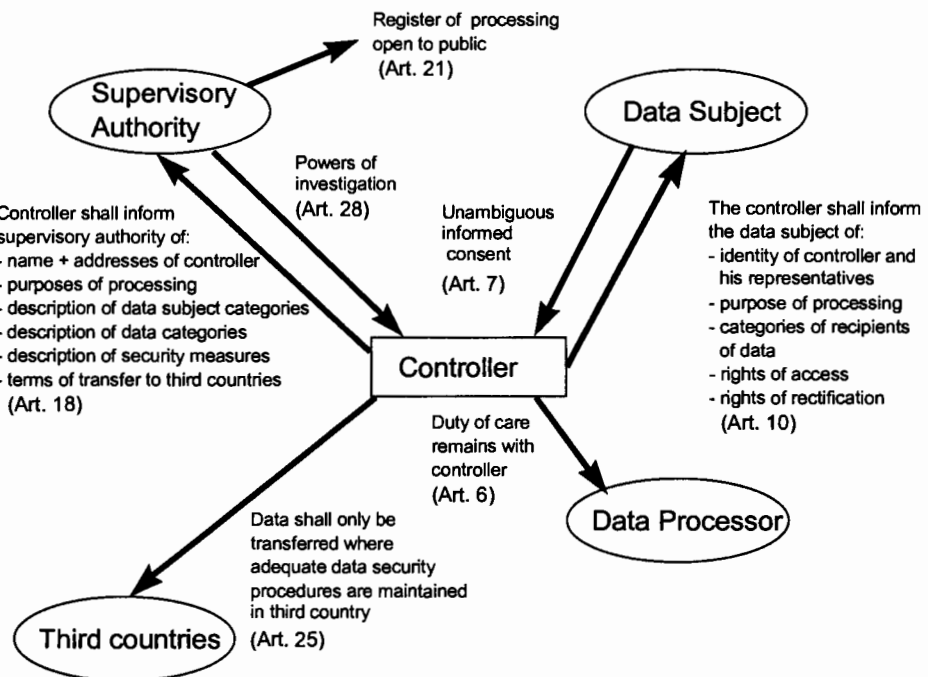 Register of processing
open to public
(Art. 21)
Supervisory
Authority
Data Subject
Powers of
investigation
(Art. 28)
Unambiguous
informed
consent
(Art. 7)
Controller shall inform
supervisory authority of:
- name + addresses of controller
- purposes of processing
- description of data subject categories
- description of data categories
- description of security measures
- terms of transfer to third countries
(Art. 18)
The controller shall inform
the data subject of:
- identity of controller and
his representatives
- purpose of processing
- categories of recipients
of data
- rights of access
- rights of rectification
(Art. 10)
Controller
Duty of care
remains with
controller
(Art. 6)
Data Processor
Data shall only be
transferred where
adequate data security
procedures are maintained
in third country
(Art. 25)
Third countries